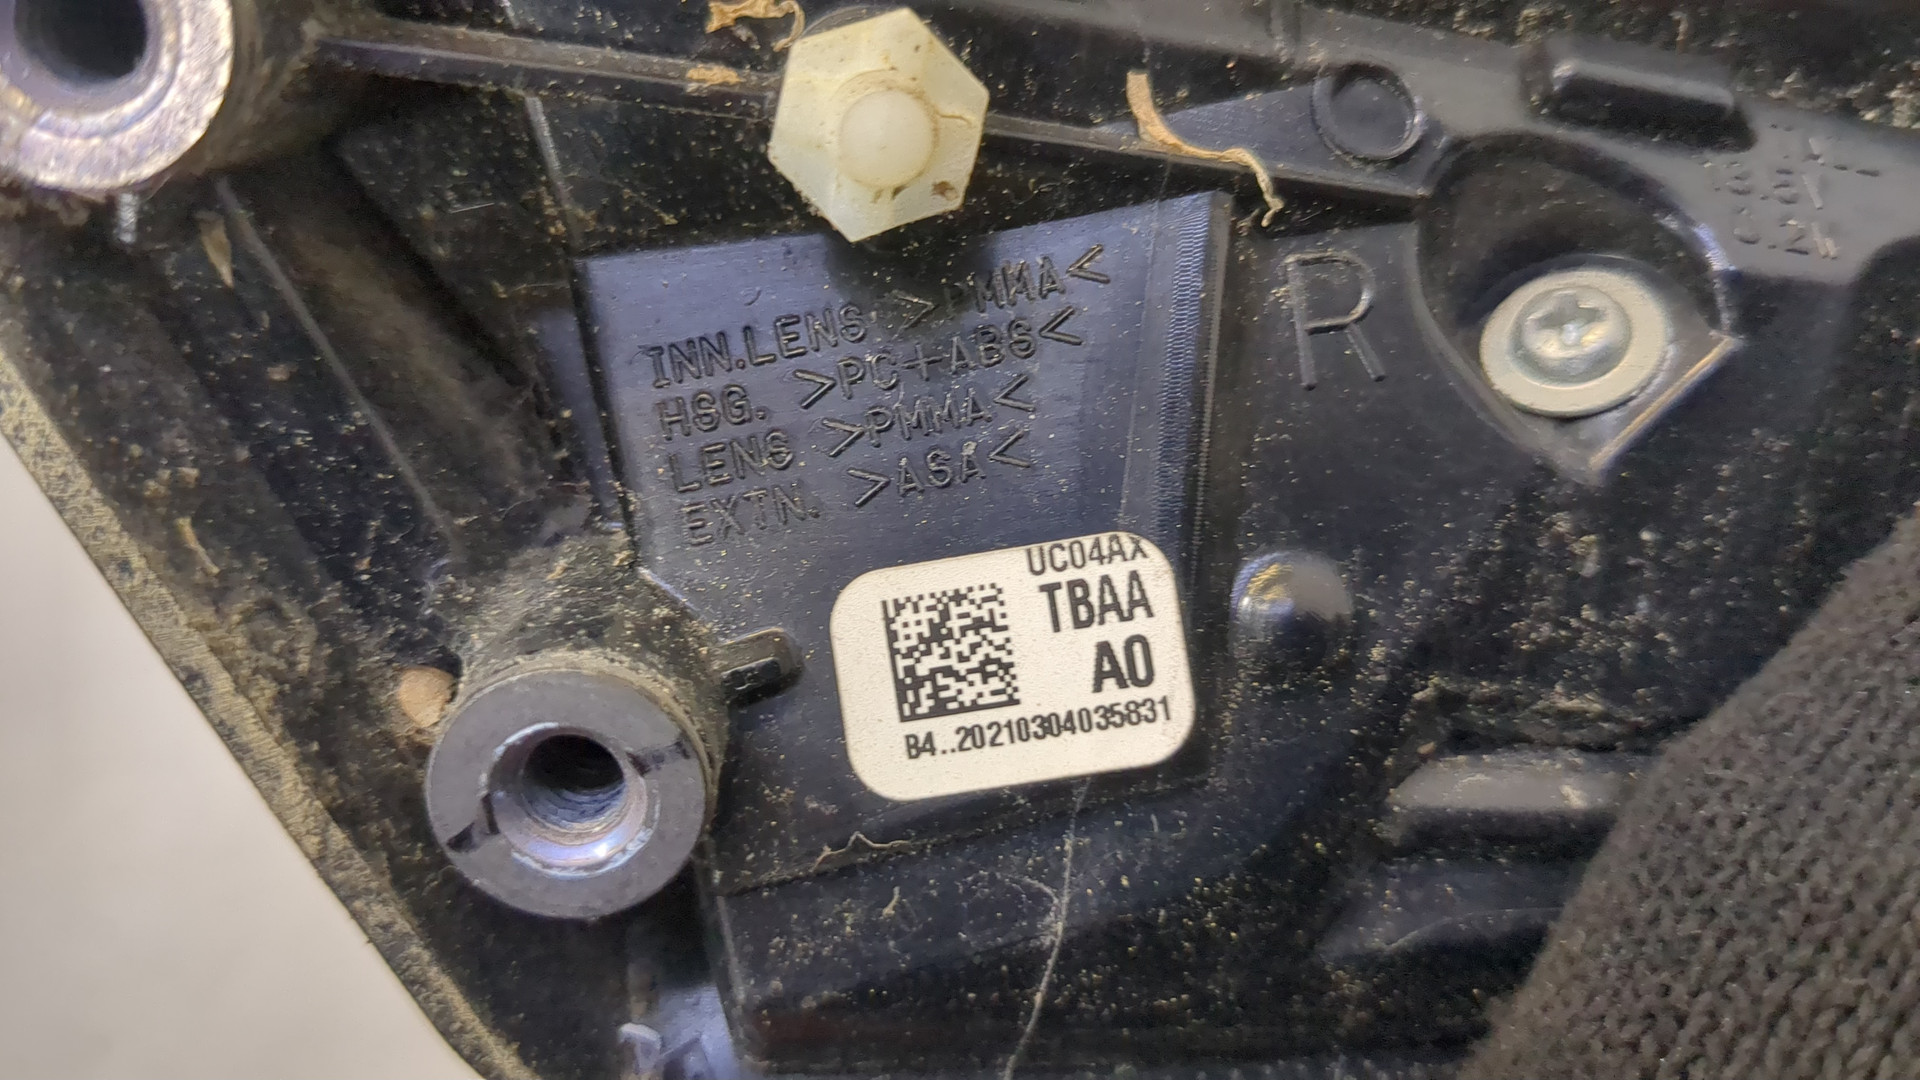 INN.LENS >PMMA<
HSG. >PC+ABS<
LENS >PMMA<
EXTN. >ASA<
R
UC04AX
TBAA
A0
B4..20210304035831